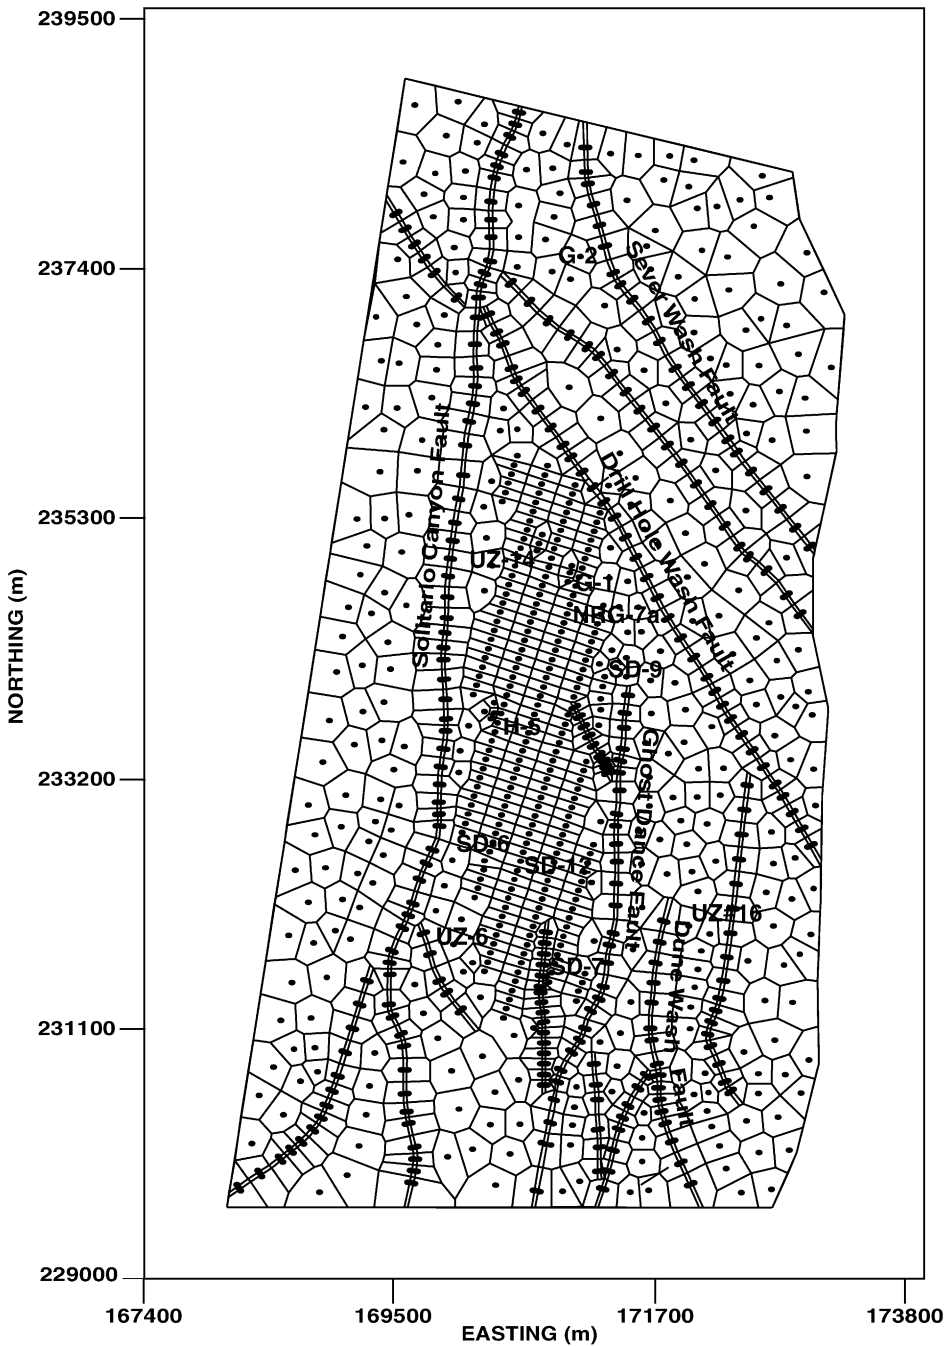 239500
237400
235300
233200
231100
229000
NORTHING (m)
167400
169500
171700
173800
EASTING (m)
G-2
Sever Wash Fault
Solitario Canyon Fault
Drill Hole Wash Fault
UZ-14
G-1
NRG-7a
SD-9
H-5
Ghost Dance Fault
SD-6
SD-12
UZ#16
UZ-6
SD-7
Dune Wash Fault